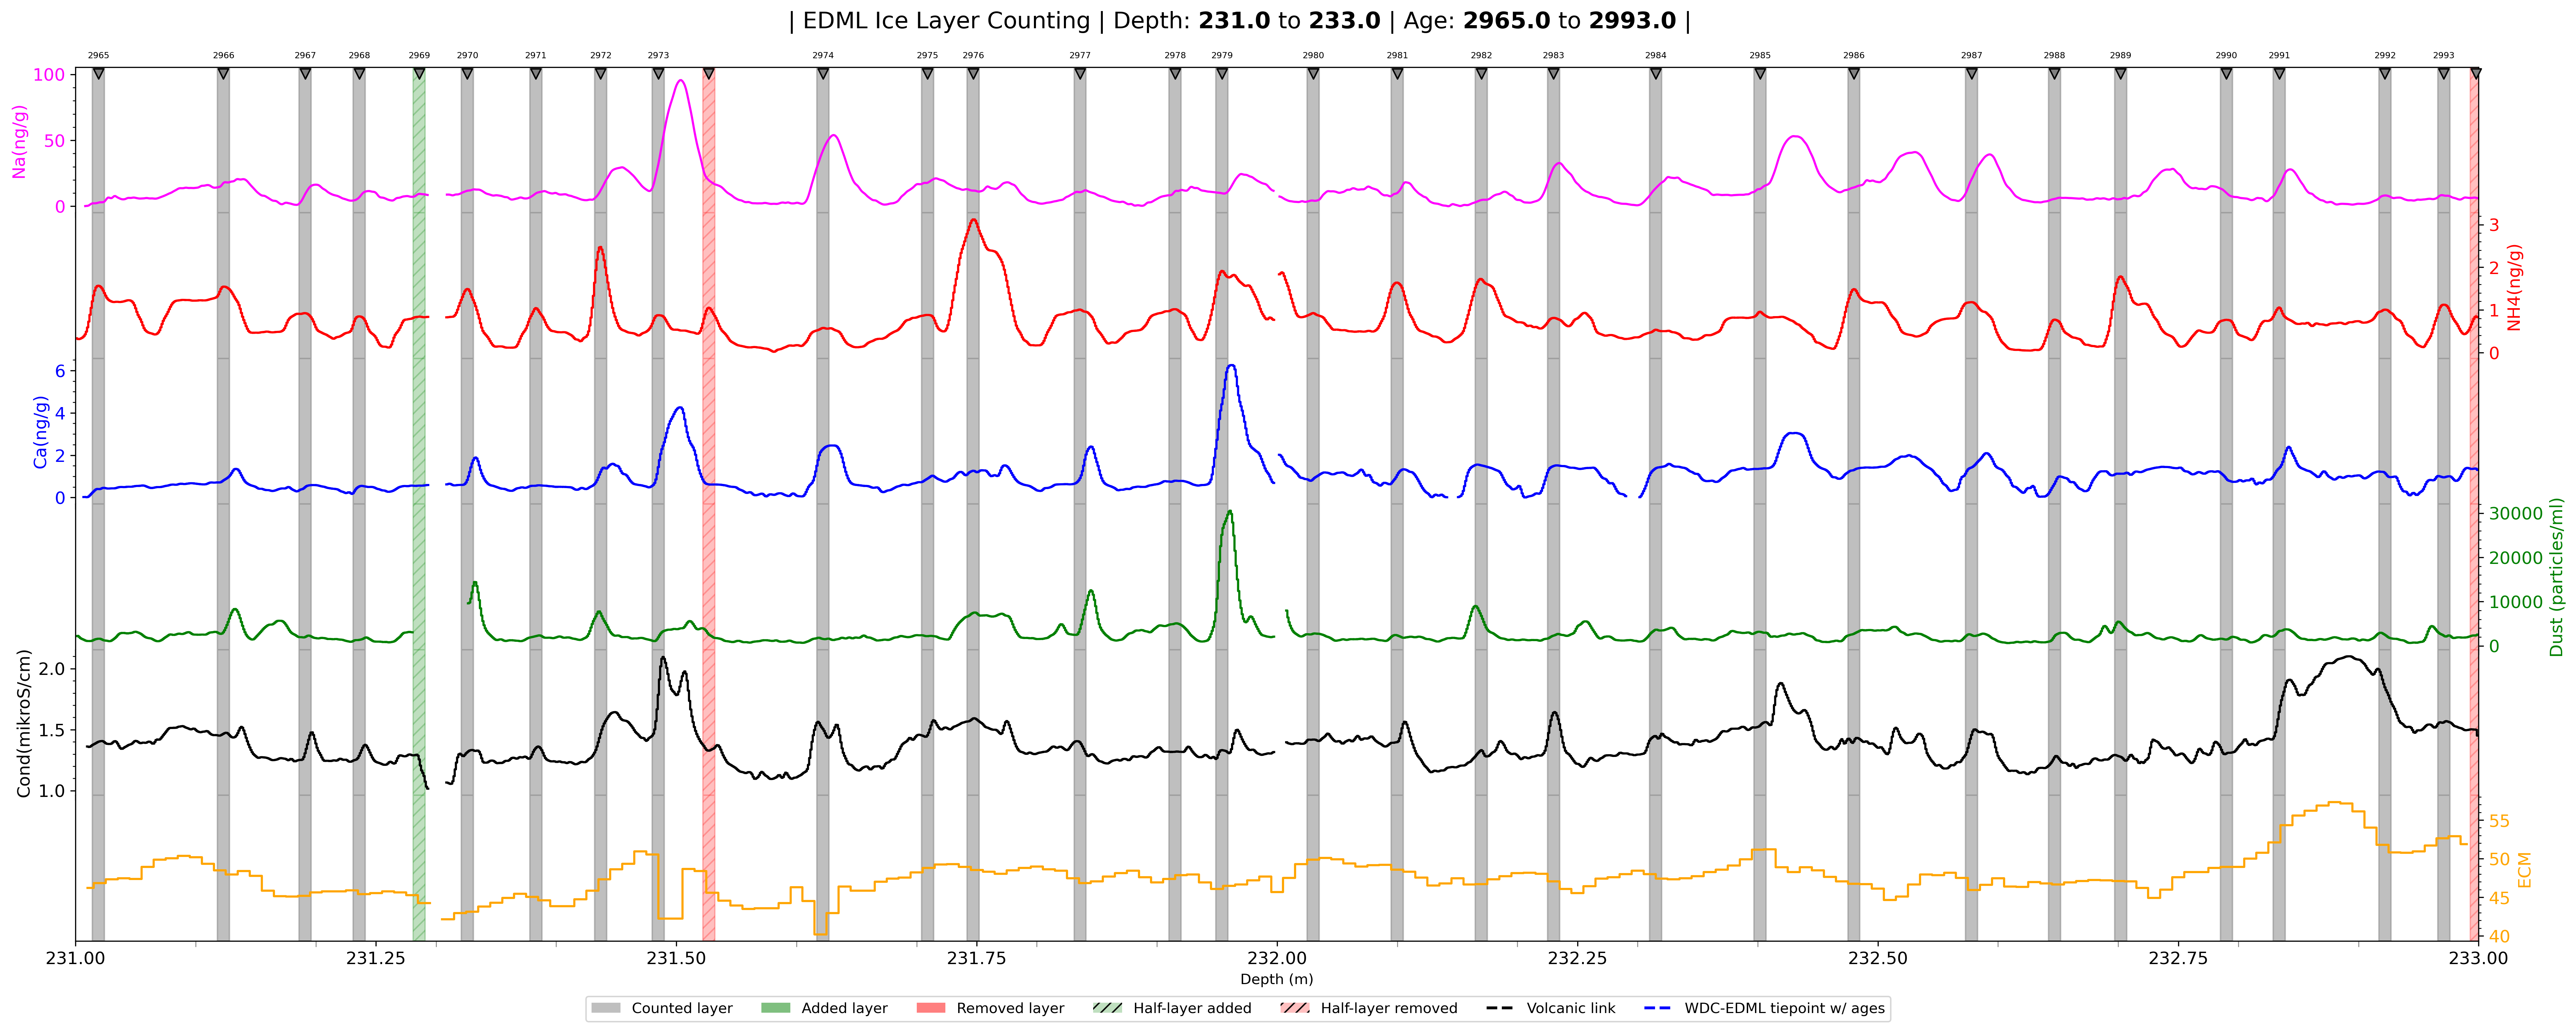 | EDML Ice Layer Counting | Depth: 231.0 to 233.0 | Age: 2965.0 to 2993.0 |
2965 2966 2967 2968 2969 2970 2971 2972 2973 2974 2975 2976 2977 2978 2979 2980 2981 2982 2983 2984 2985 2986 2987 2988 2989 2990 2991 2992 2993
Na(ng/g)
100
50
0
NH4(ng/g)
3
2
1
0
Ca(ng/g)
6
4
2
0
Dust (particles/ml)
30000
20000
10000
0
Cond(mikroS/cm)
2.0
1.5
1.0
ECM
55
50
45
40
231.00 231.25 231.50 231.75 232.00 232.25 232.50 232.75 233.00
Depth (m)
Counted layer Added layer Removed layer Half-layer added Half-layer removed Volcanic link WDC-EDML tiepoint w/ ages